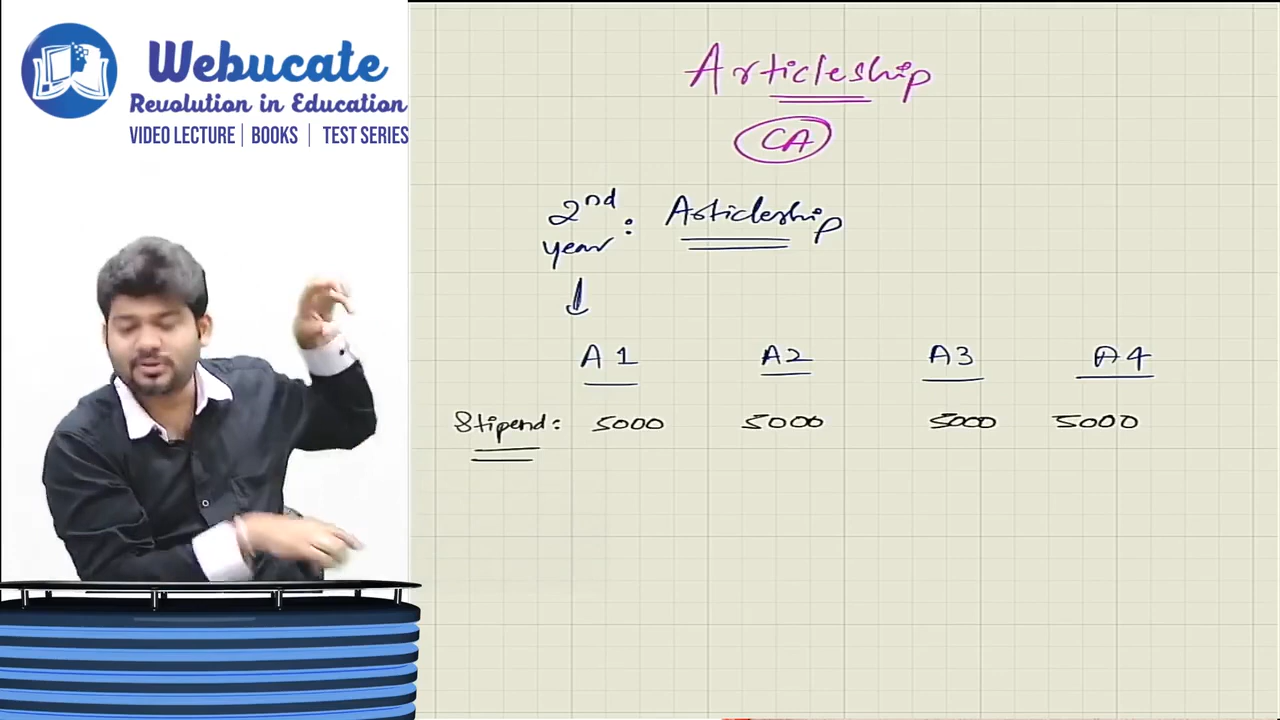 Webucate
Revolution in Education
VIDEO LECTURE | BOOKS | TEST SERIES
Articleship
CA
2nd year : Articleship
A1 A2 A3 A4
Stipend: 5000 5000 5000 5000